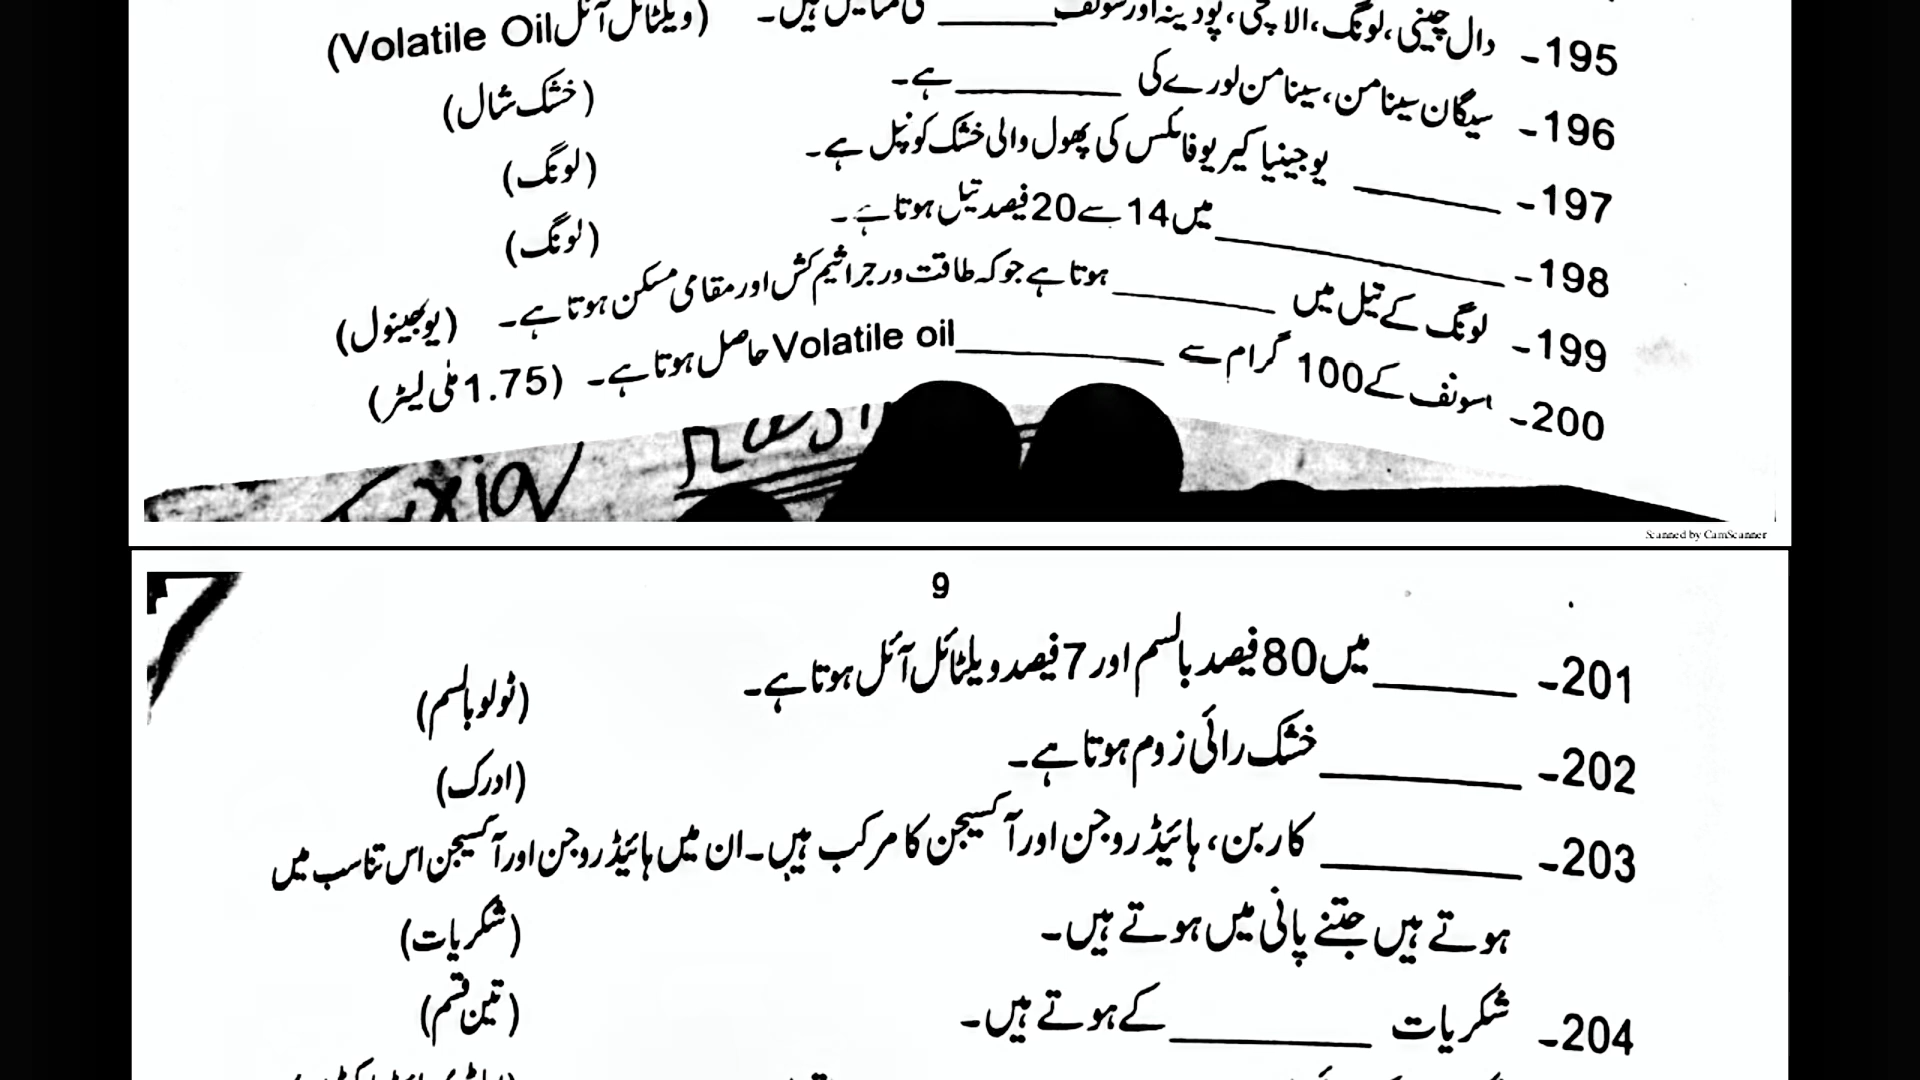 195- دال چینی، لونگ، الائچی، پودینہ اور سونف ______ کی مثالیں ہیں۔ (ویلٹائل آئل Volatile Oil)
196- سیگان سینامن، سینامن لورے کی ______ ہے۔ (خشک شال)
197- ______ یوجینیا کیریوفائکس کی پھول والی خشک کونپل ہے۔ (لونگ)
198- ______ میں 14 سے 20 فیصد تیل ہوتا ہے۔ (لونگ)
199- لونگ کے تیل میں ______ ہوتا ہے جو کہ طاقت ور جراثیم کش اور مقامی مسکن ہوتا ہے۔ (یوجینول)
200- سونف کے 100 گرام سے ______ Volatile oil حاصل ہوتا ہے۔ (1.75 ملی لیٹر)
Scanned by CamScanner
9
201- ______ میں 80 فیصد بالسم اور 7 فیصد ویلٹائل آئل ہوتا ہے۔ (ٹولو بالسم)
202- ______ خشک رائی زوم ہوتا ہے۔ (ادرک)
203- ______ کاربن، ہائیڈروجن اور آکسیجن کا مرکب ہیں۔ ان میں ہائیڈروجن اور آکسیجن اس تناسب میں
ہوتے ہیں جتنے پانی میں ہوتے ہیں۔ (شکریات)
204- شکریات ______ کے ہوتے ہیں۔ (تین قسم)